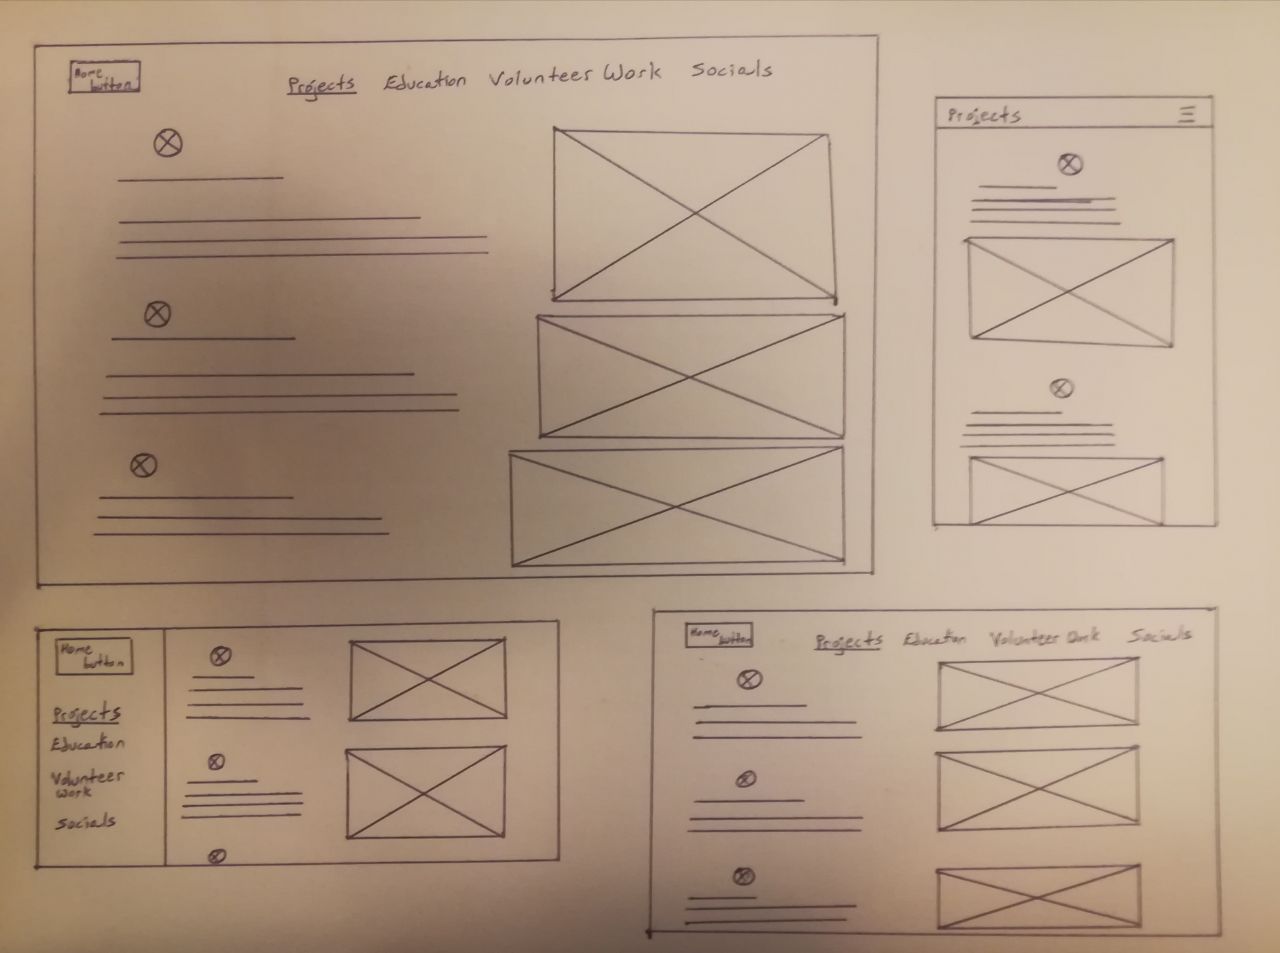 Home
button
Projects Education Volunteer Work Socials
Projects
Home
button
Projects
Education
Volunteer
Work
Socials
Home
button
Projects Education Volunteer Work Socials